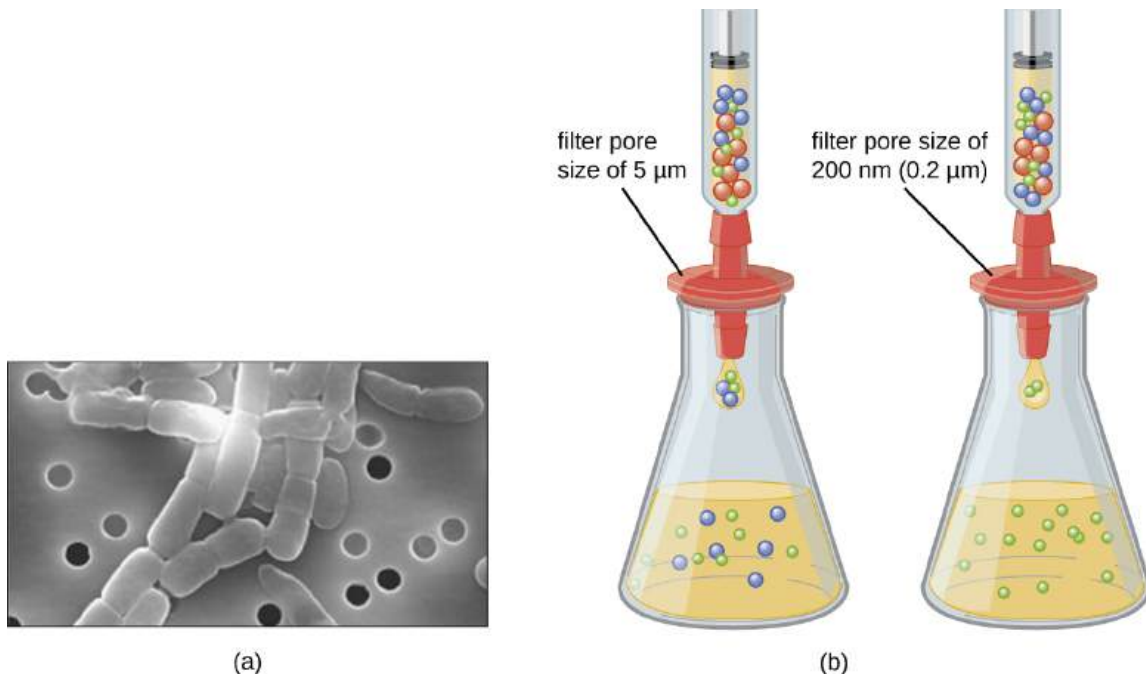 filter pore
size of 5 µm
filter pore size of
200 nm (0.2 µm)
(a)
(b)